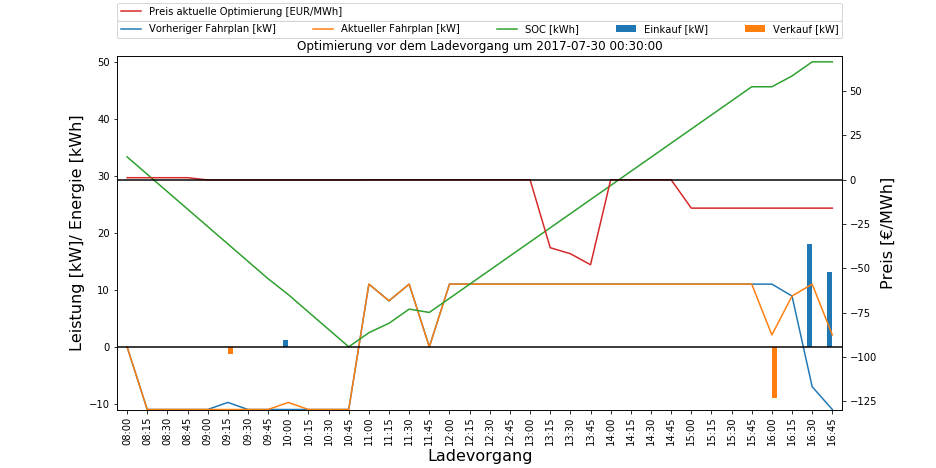 Preis aktuelle Optimierung [EUR/MWh]
Vorheriger Fahrplan [kW] Aktueller Fahrplan [kW] SOC [kWh] Einkauf [kW] Verkauf [kW]
Optimierung vor dem Ladevorgang um 2017-07-30 00:30:00
Leistung [kW]/ Energie [kWh]
50
40
30
20
10
0
−10
Preis [€/MWh]
50
25
0
−25
−50
−75
−100
−125
08:00 08:15 08:30 08:45 09:00 09:15 09:30 09:45 10:00 10:15 10:30 10:45 11:00 11:15 11:30 11:45 12:00 12:15 12:30 12:45 13:00 13:15 13:30 13:45 14:00 14:15 14:30 14:45 15:00 15:15 15:30 15:45 16:00 16:15 16:30 16:45
Ladevorgang